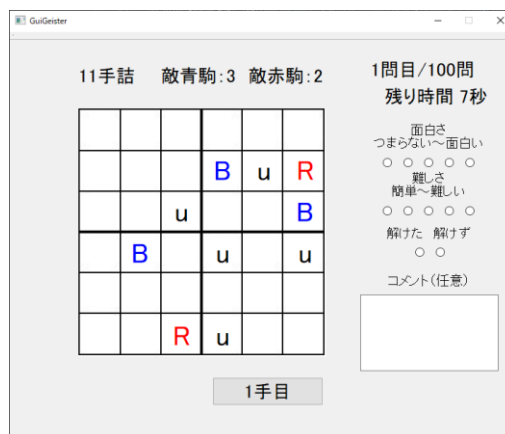 GuiGeister
11手詰 敵青駒:3 敵赤駒:2
1問目/100問
残り時間 7秒
面白さ
つまらない～面白い
難しさ
簡単～難しい
解けた 解けず
コメント(任意)
B u R
u B
B u u
R u
1手目